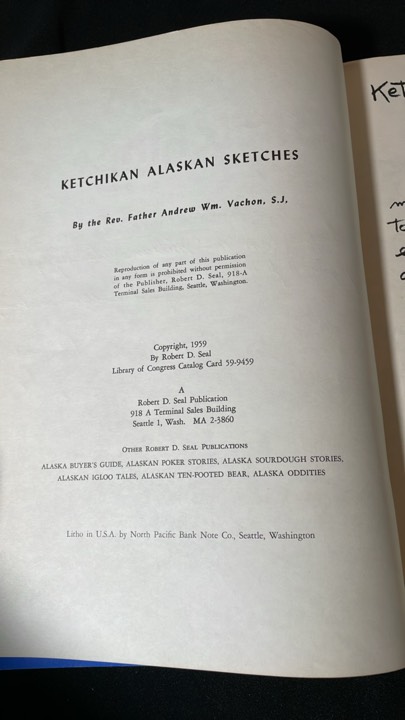 KETCHIKAN ALASKAN SKETCHES
By the Rev. Father Andrew Wm. Vachon, S.J.
Reproduction of any part of this publication
in any form is prohibited without permission
of the Publisher, Robert D. Seal, 918-A
Terminal Sales Building, Seattle, Washington.
Copyright, 1959
By Robert D. Seal
Library of Congress Catalog Card 59-9459
A
Robert D. Seal Publication
918 A Terminal Sales Building
Seattle 1, Wash. MA 2-3860
OTHER ROBERT D. SEAL PUBLICATIONS
ALASKA BUYER'S GUIDE, ALASKAN POKER STORIES, ALASKA SOURDOUGH STORIES,
ALASKAN IGLOO TALES, ALASKAN TEN-FOOTED BEAR, ALASKA ODDITIES
Litho in U.S.A. by North Pacific Bank Note Co., Seattle, Washington
Ket